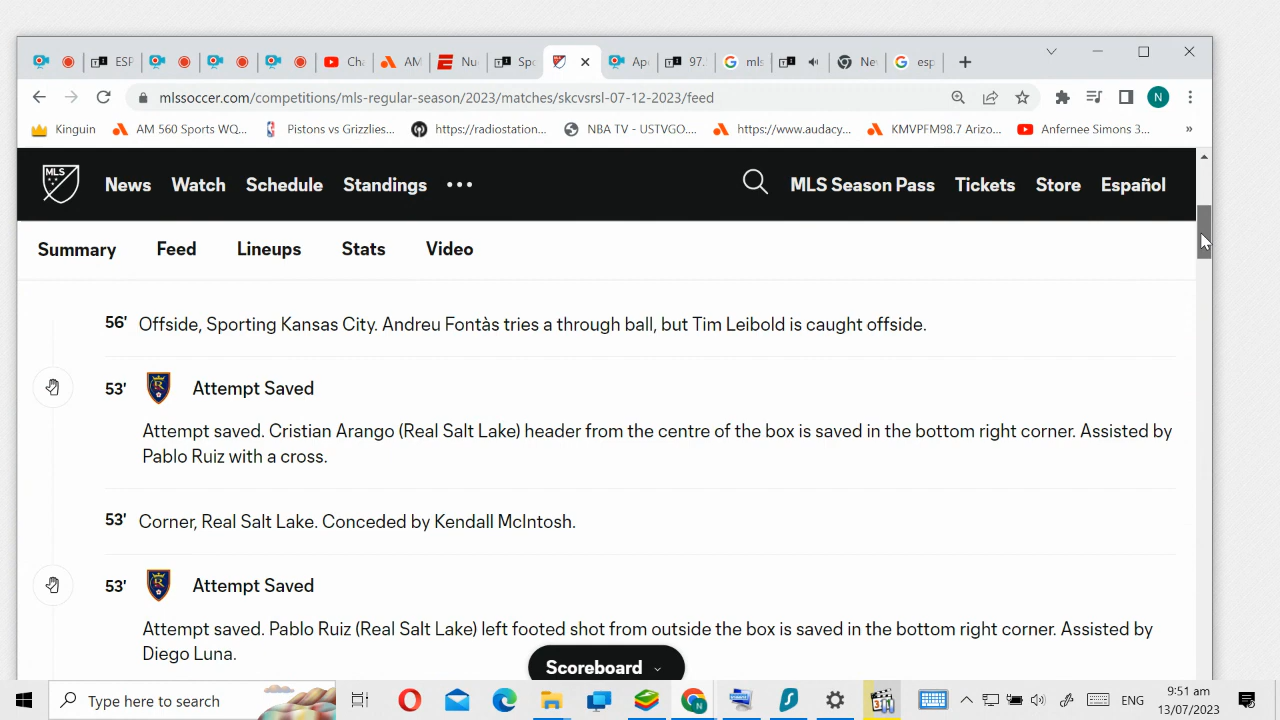 ESP
Ch
AM
Nu
Spo
Ap
97.
mls
Ne
esp
mlssoccer.com/competitions/mls-regular-season/2023/matches/skcvsrsl-07-12-2023/feed
N
Kinguin
AM 560 Sports WQ...
Pistons vs Grizzlies...
https://radiostation...
NBA TV - USTVGO....
https://www.audacy...
KMVPFM98.7 Arizo...
Anfernee Simons 3...
»
MLS
News
Watch
Schedule
Standings
•••
MLS Season Pass
Tickets
Store
Español
Summary
Feed
Lineups
Stats
Video
56' Offside, Sporting Kansas City. Andreu Fontàs tries a through ball, but Tim Leibold is caught offside.
53' Attempt Saved
Attempt saved. Cristian Arango (Real Salt Lake) header from the centre of the box is saved in the bottom right corner. Assisted by
Pablo Ruiz with a cross.
53' Corner, Real Salt Lake. Conceded by Kendall McIntosh.
53' Attempt Saved
Attempt saved. Pablo Ruiz (Real Salt Lake) left footed shot from outside the box is saved in the bottom right corner. Assisted by
Diego Luna.
Scoreboard
Type here to search
ENG
9:51 am
13/07/2023